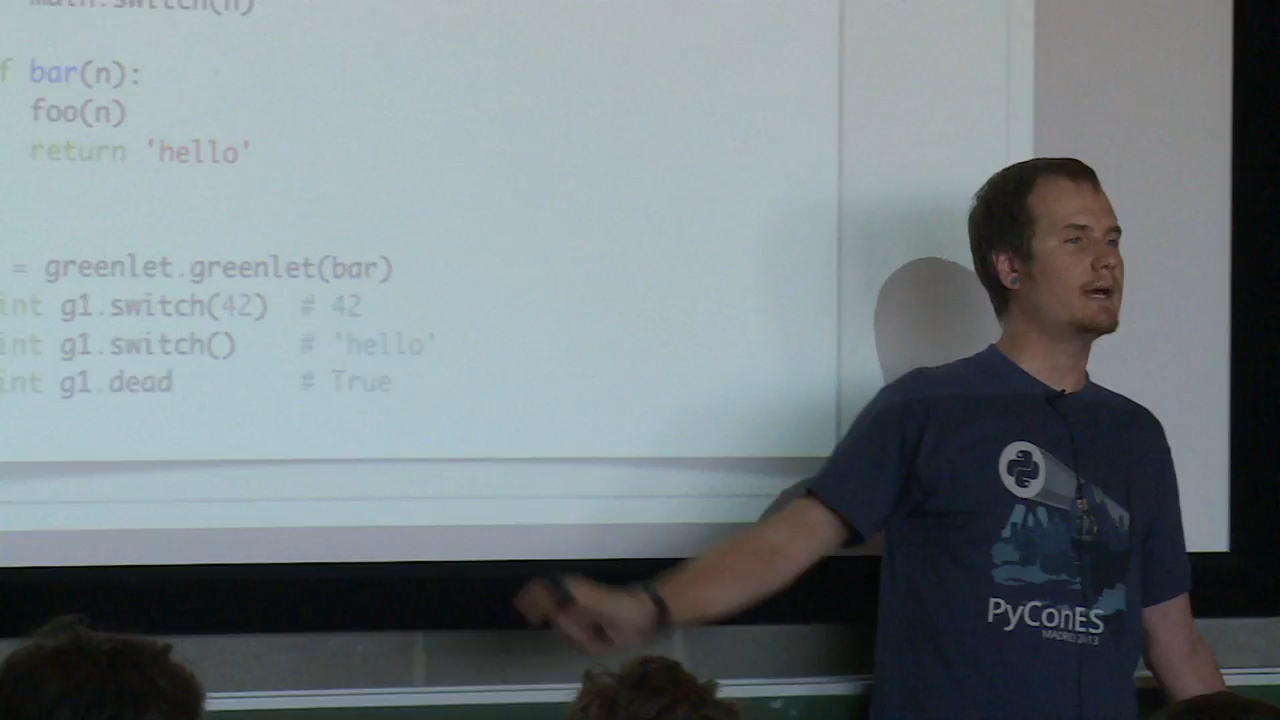 math.switch(n)
f bar(n):
foo(n)
return 'hello'
= greenlet.greenlet(bar)
int g1.switch(42) # 42
int g1.switch() # 'hello'
int g1.dead # True
PyConES
MADRID 2013